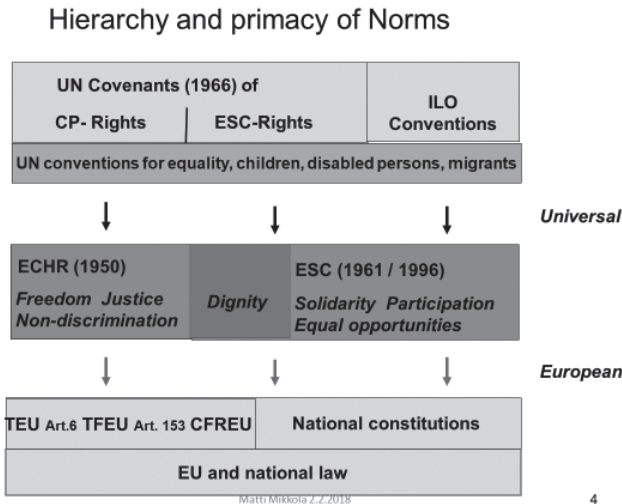 Hierarchy and primacy of Norms
UN Covenants (1966) of
CP- Rights
ESC-Rights
ILO
Conventions
UN conventions for equality, children, disabled persons, migrants
Universal
ECHR (1950)
Freedom Justice
Non-discrimination
Dignity
ESC (1961 / 1996)
Solidarity Participation
Equal opportunities
European
TEU Art.6 TFEU Art. 153 CFREU
National constitutions
EU and national law
Matti Mikkola 2.2.2018
4